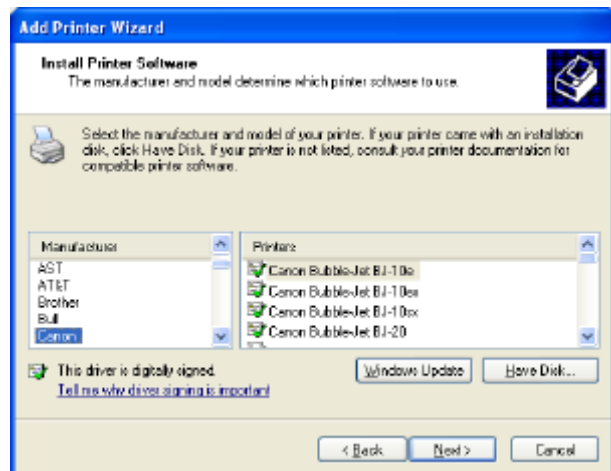 Add Printer Wizard
Install Printer Software
The manufacturer and model determine which printer software to use.
Select the manufacturer and model of your printer. If your printer came with an installation
disk, click Have Disk. If your printer is not listed, consult your printer documentation for
compatible printer software.
Manufacturer
AST
AT&T
Brother
Bull
Canon
Printers
Canon Bubble-Jet BJ-10e
Canon Bubble-Jet BJ-10ex
Canon Bubble-Jet BJ-10sx
Canon Bubble-Jet BJ-20
This driver is digitally signed.
Tell me why driver signing is important
Windows Update
Have Disk...
< Back
Next >
Cancel